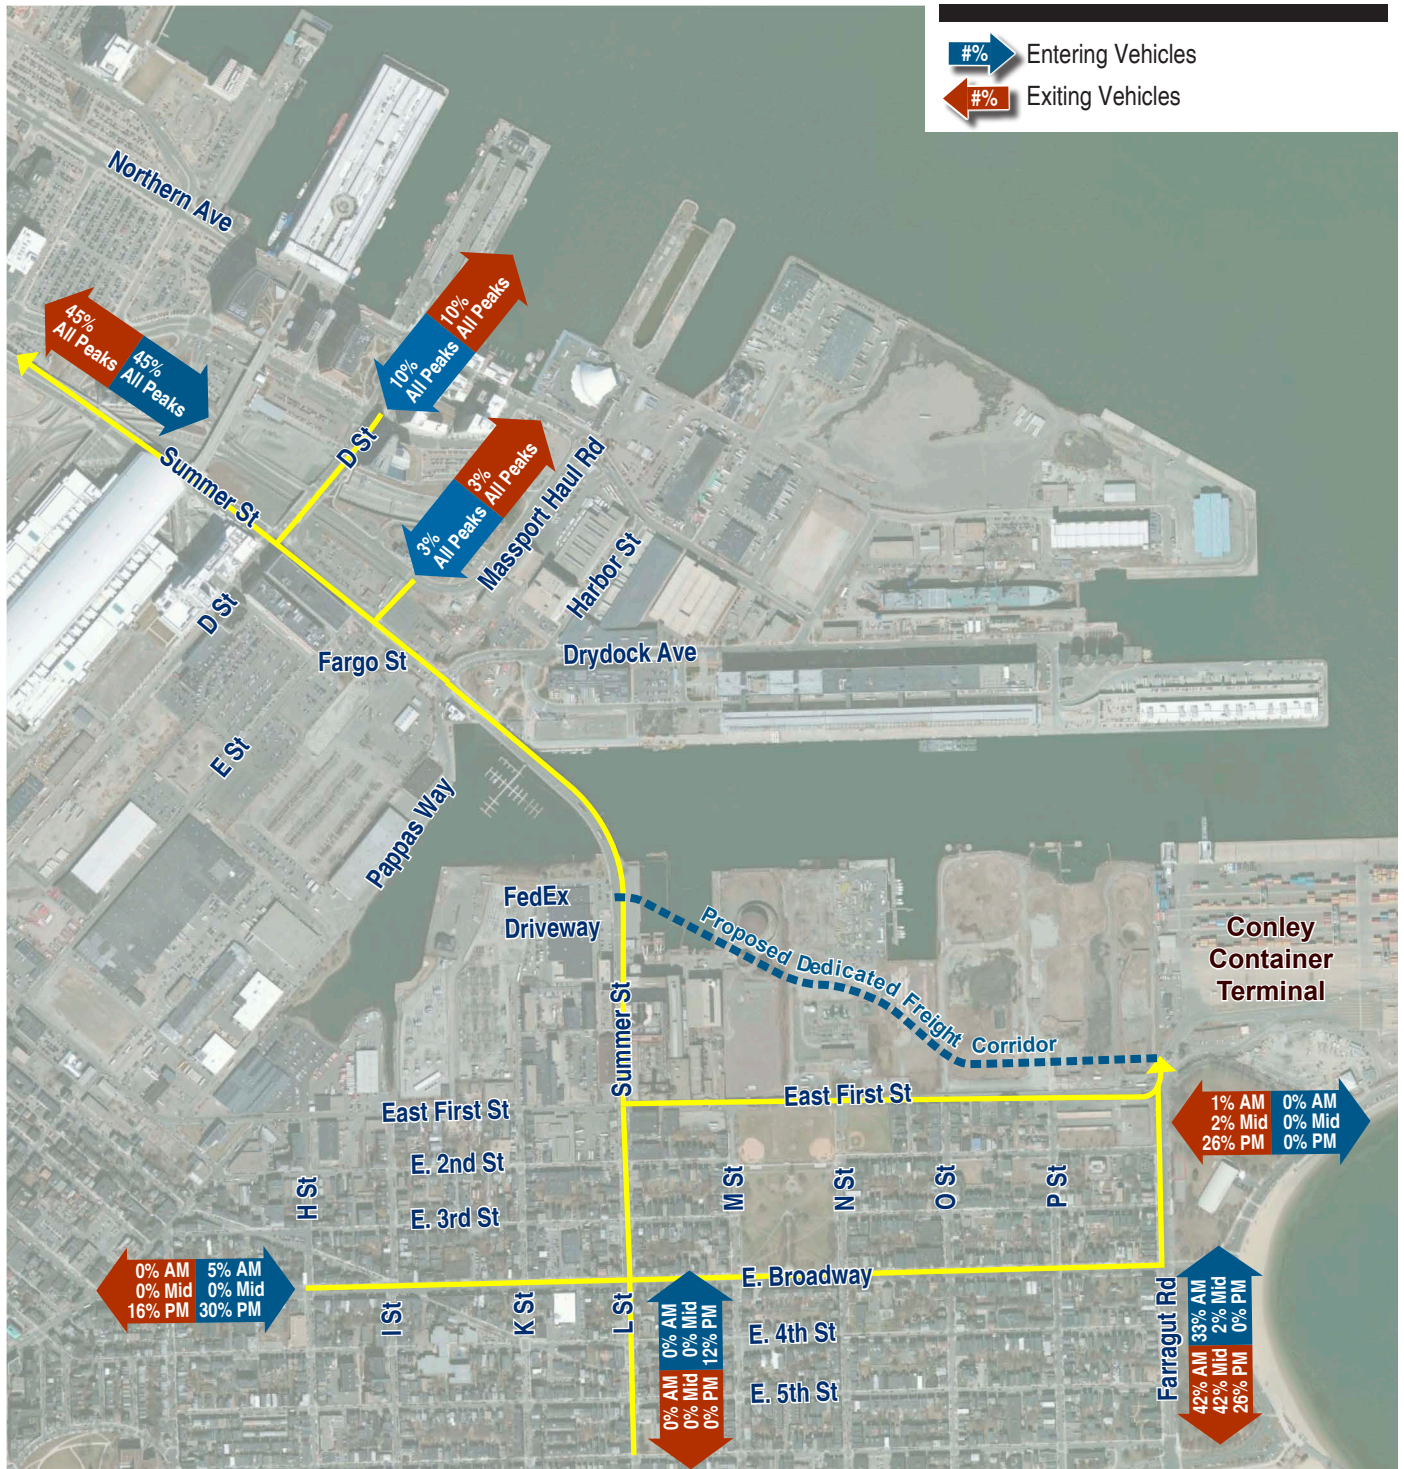 #% Entering Vehicles
#% Exiting Vehicles
Northern Ave
45%
All Peaks
45%
All Peaks
10%
All Peaks
10%
All Peaks
D St
Summer St
3%
All Peaks
3%
All Peaks
Massport Haul Rd
Harbor St
D St
Fargo St
Drydock Ave
E St
Pappas Way
FedEx
Driveway
Proposed Dedicated Freight Corridor
Conley
Container
Terminal
Summer St
East First St
East First St
1% AM
2% Mid
26% PM
0% AM
0% Mid
0% PM
E. 2nd St
E. 3rd St
H St
M St
N St
O St
P St
0% AM
0% Mid
16% PM
5% AM
0% Mid
30% PM
E. Broadway
I St
K St
L St
0% AM
0% Mid
12% PM
0% AM
0% Mid
0% PM
E. 4th St
E. 5th St
Farragut Rd
33% AM
2% Mid
0% PM
42% AM
42% Mid
26% PM